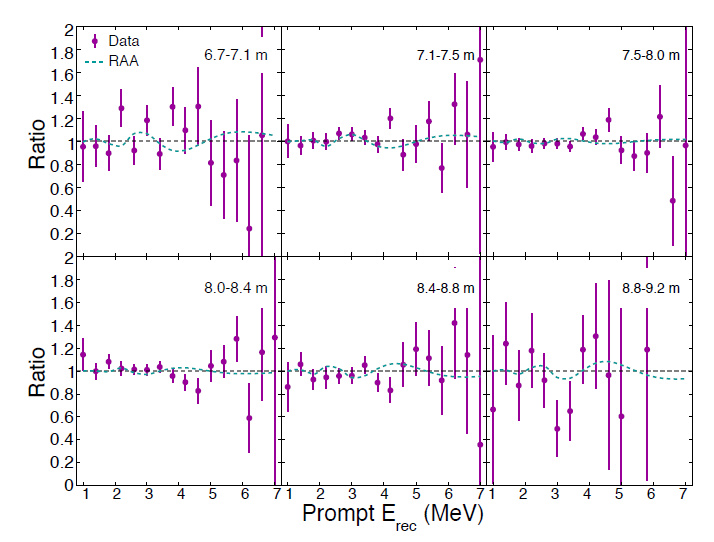 2
1.8
1.6
1.4
1.2
1
0.8
0.6
0.4
0.2
Ratio
Data
RAA
6.7-7.1 m
7.1-7.5 m
7.5-8.0 m
2
1.8
1.6
1.4
1.2
1
0.8
0.6
0.4
0.2
0
Ratio
8.0-8.4 m
8.4-8.8 m
8.8-9.2 m
1 2 3 4 5 6 7 1 2 3 4 5 6 7 1 2 3 4 5 6 7
Prompt E_rec (MeV)